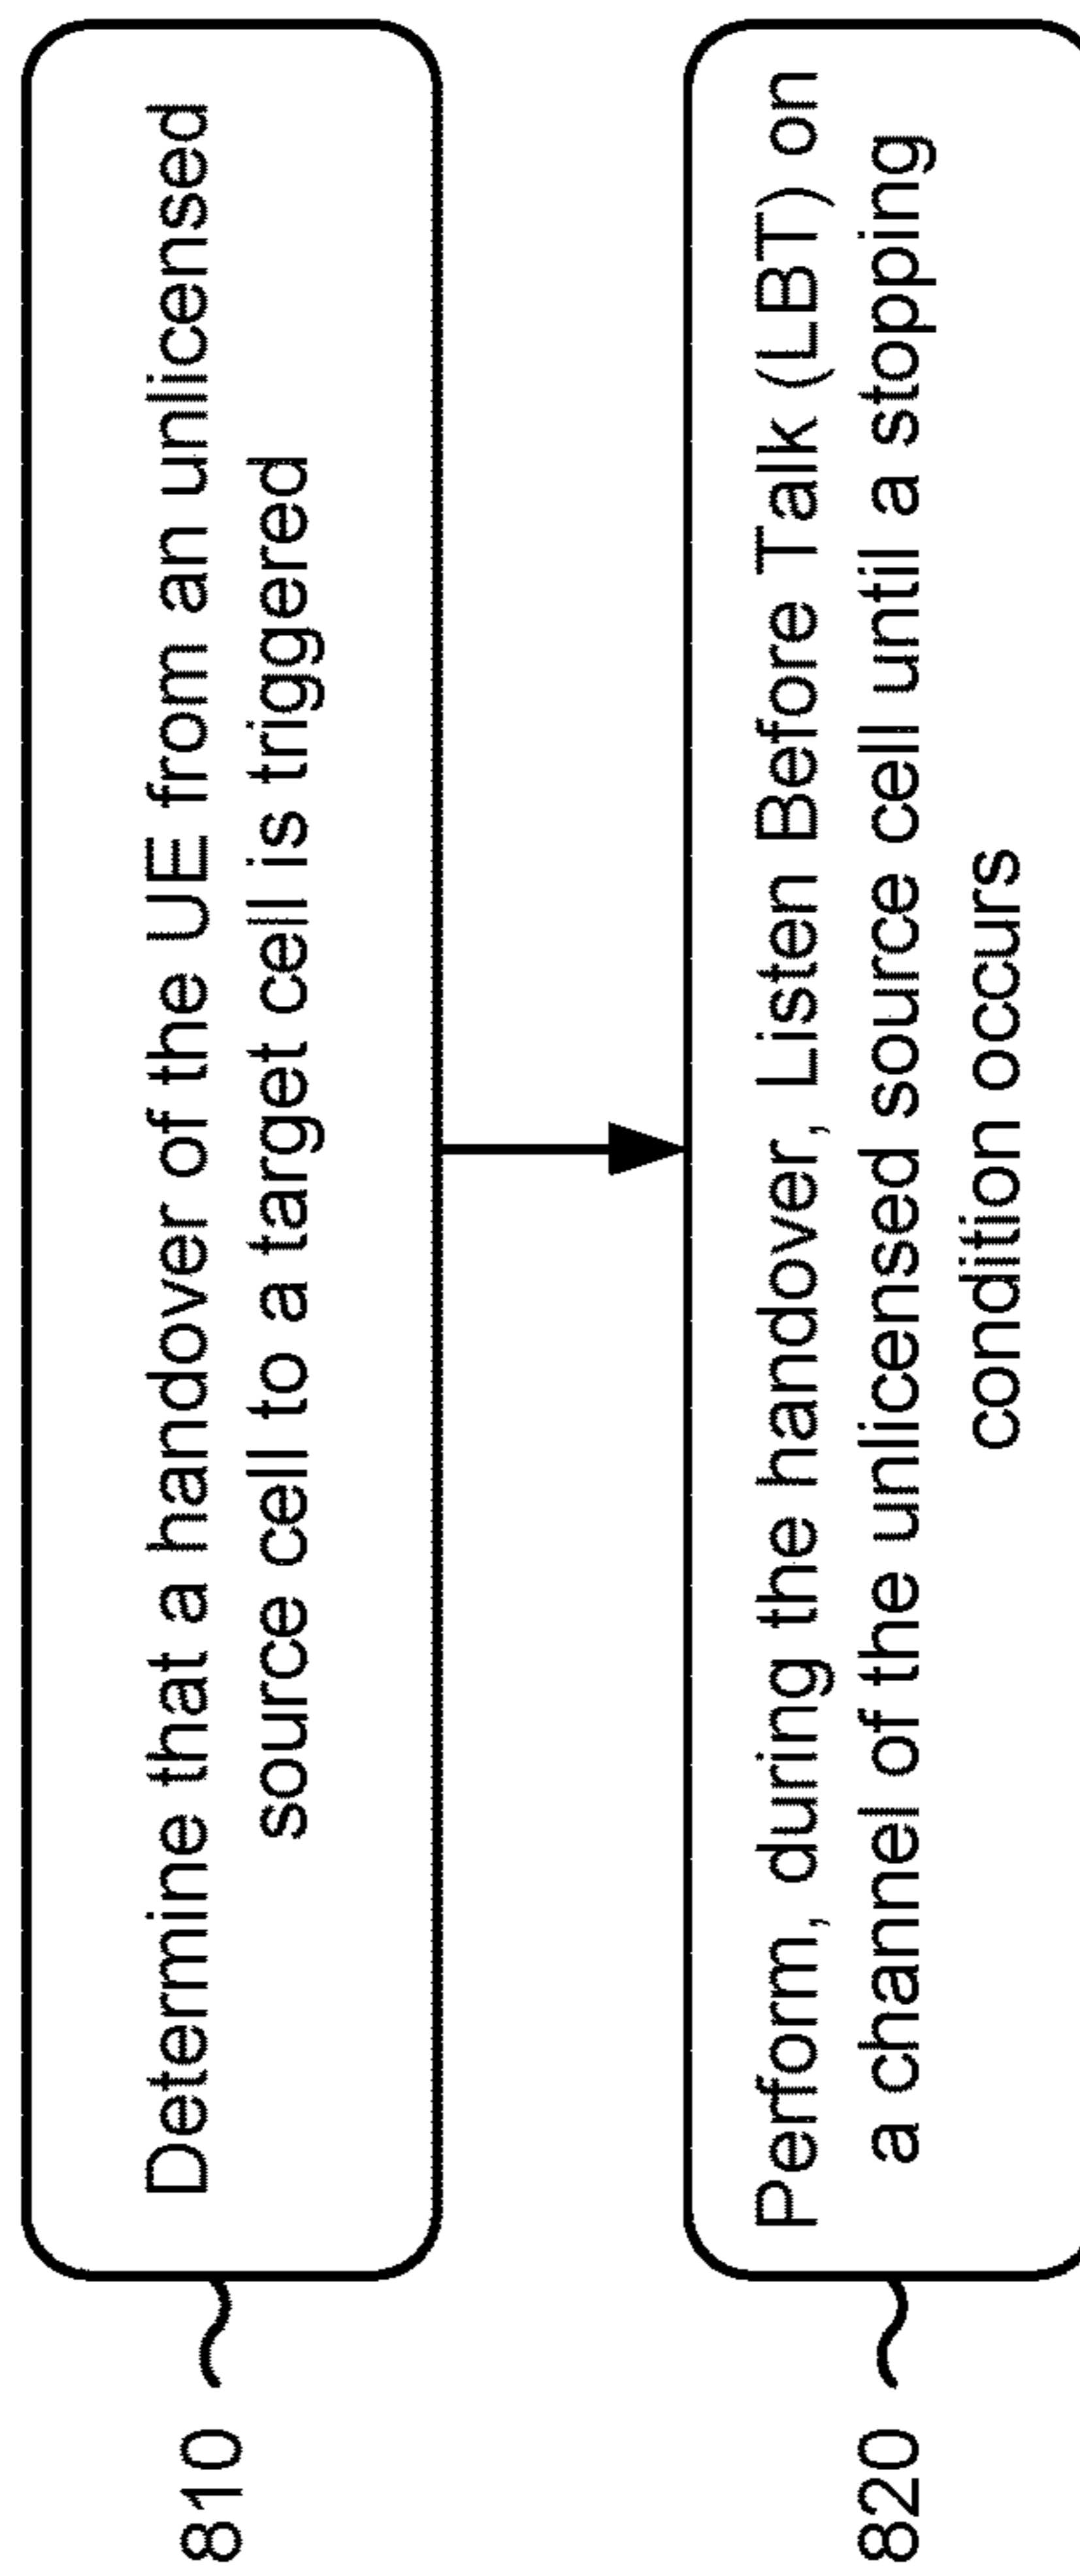 810
Determine that a handover of the UE from an unlicensed
source cell to a target cell is triggered
820
Perform, during the handover, Listen Before Talk (LBT) on
a channel of the unlicensed source cell until a stopping
condition occurs